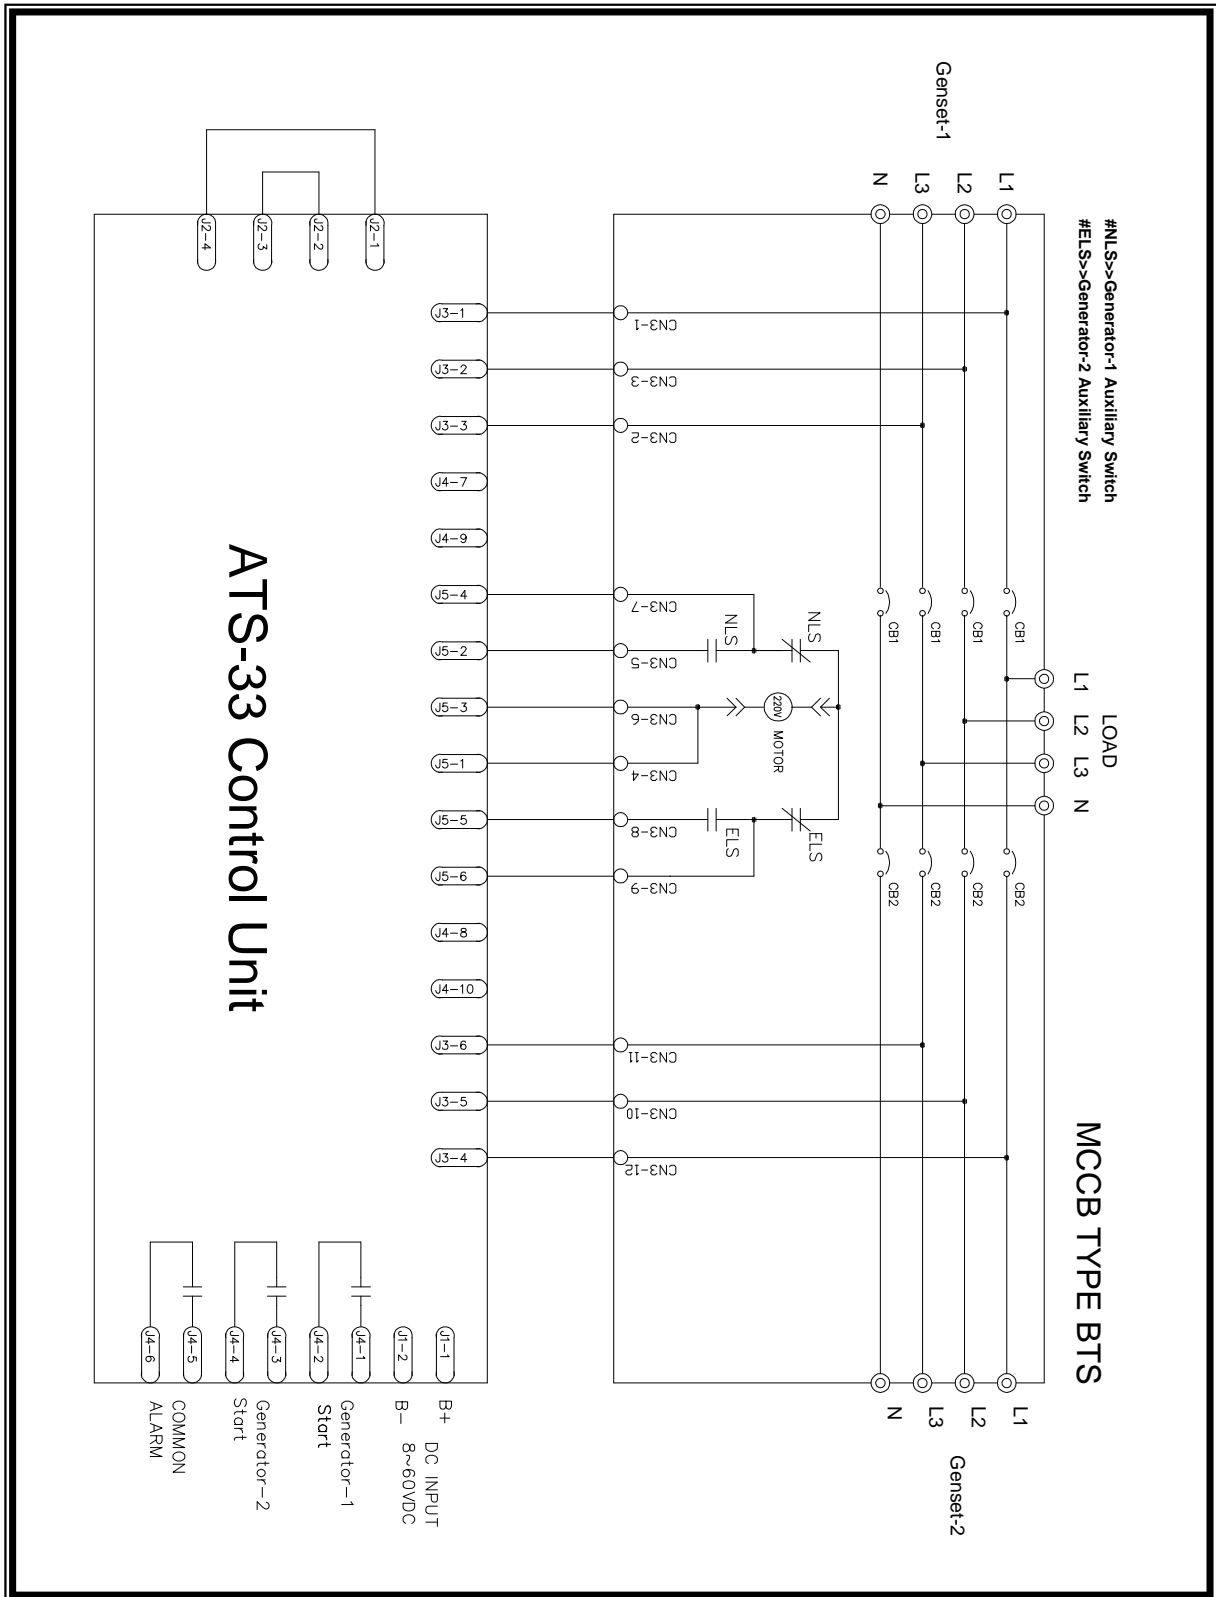 MCCB TYPE BTS
#NLS>>Generator-1 Auxiliary Switch
#ELS>>Generator-2 Auxiliary Switch
LOAD
L1
L2
L3
N
Genset-1
L1
L2
L3
N
CB1
CB1
CB1
CB1
CB2
CB2
CB2
CB2
L1
L2
L3
N
Genset-2
NLS
ELS
220V
MOTOR
NLS
ELS
CN3-1
CN3-3
CN3-2
CN3-7
CN3-5
CN3-6
CN3-4
CN3-8
CN3-9
CN3-11
CN3-10
CN3-12
J3-1
J3-2
J3-3
J4-7
J4-9
J5-4
J5-2
J5-3
J5-1
J5-5
J5-6
J4-8
J4-10
J3-6
J3-5
J3-4
J2-1
J2-2
J2-3
J2-4
ATS-33 Control Unit
J1-1
B+ DC INPUT
J1-2
B- 8~60VDC
J4-1
Generator-1
J4-2
Start
J4-3
Generator-2
J4-4
Start
J4-5
COMMON
J4-6
ALARM